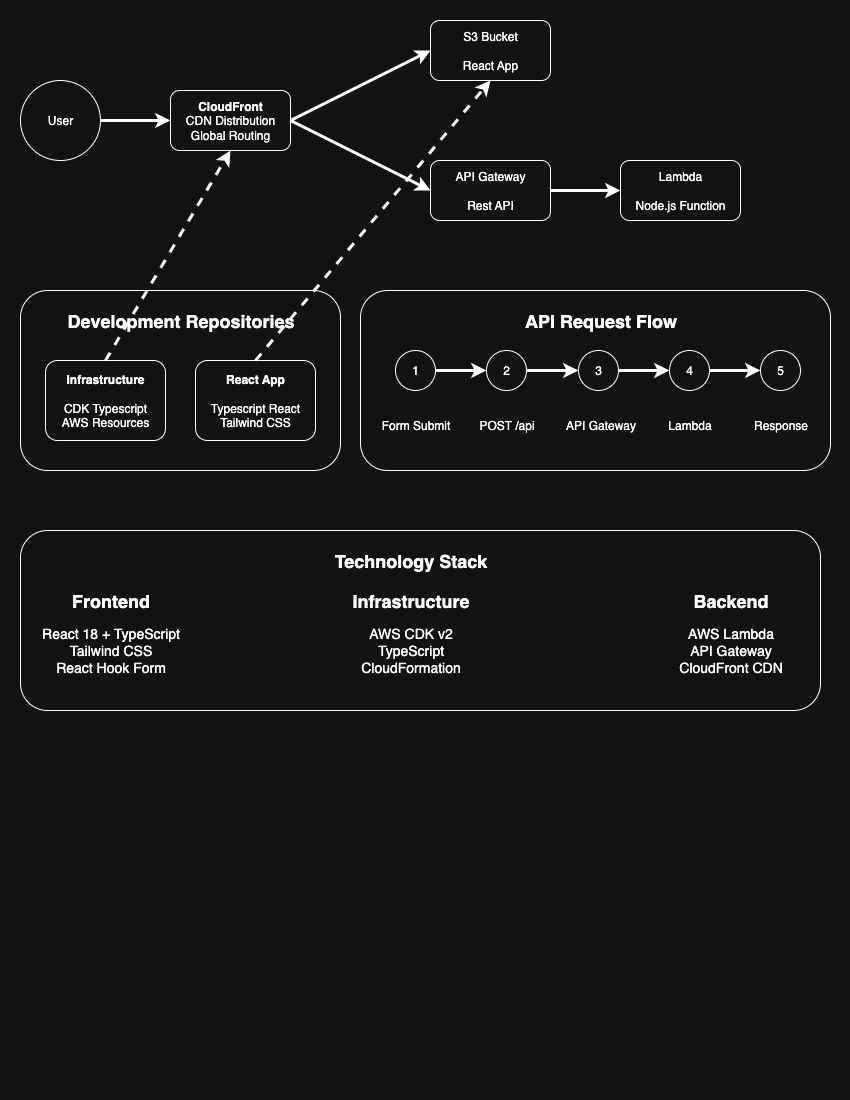 S3 Bucket
React App
User
CloudFront
CDN Distribution
Global Routing
API Gateway
Rest API
Lambda
Node.js Function
Development Repositories
Infrastructure
CDK Typescript
AWS Resources
React App
Typescript React
Tailwind CSS
API Request Flow
1
2
3
4
5
Form Submit
POST /api
API Gateway
Lambda
Response
Technology Stack
Frontend
React 18 + TypeScript
Tailwind CSS
React Hook Form
Infrastructure
AWS CDK v2
TypeScript
CloudFormation
Backend
AWS Lambda
API Gateway
CloudFront CDN